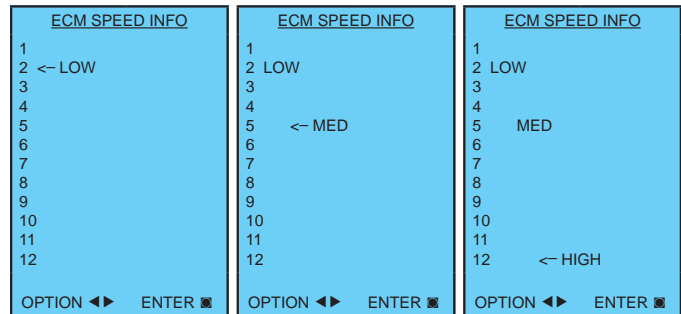 ECM SPEED INFO
1
2 <– LOW
3
4
5
6
7
8
9
10
11
12
OPTION ◀▶ ENTER ◙
ECM SPEED INFO
1
2 LOW
3
4
5 <– MED
6
7
8
9
10
11
12
OPTION ◀▶ ENTER ◙
ECM SPEED INFO
1
2 LOW
3
4
5 MED
6
7
8
9
10
11
12 <– HIGH
OPTION ◀▶ ENTER ◙